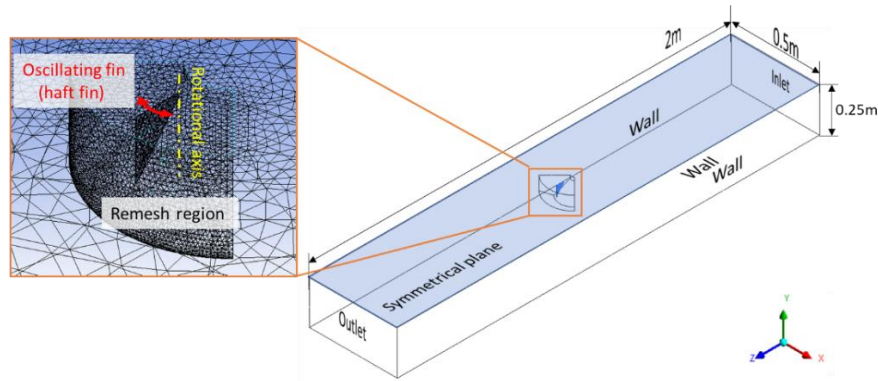 Oscillating fin
(haft fin)
Rotational axis
Remesh region
2m
0.5m
Inlet
0.25m
Wall
Wall
Wall
Symmetrical plane
Outlet
Y
Z
X